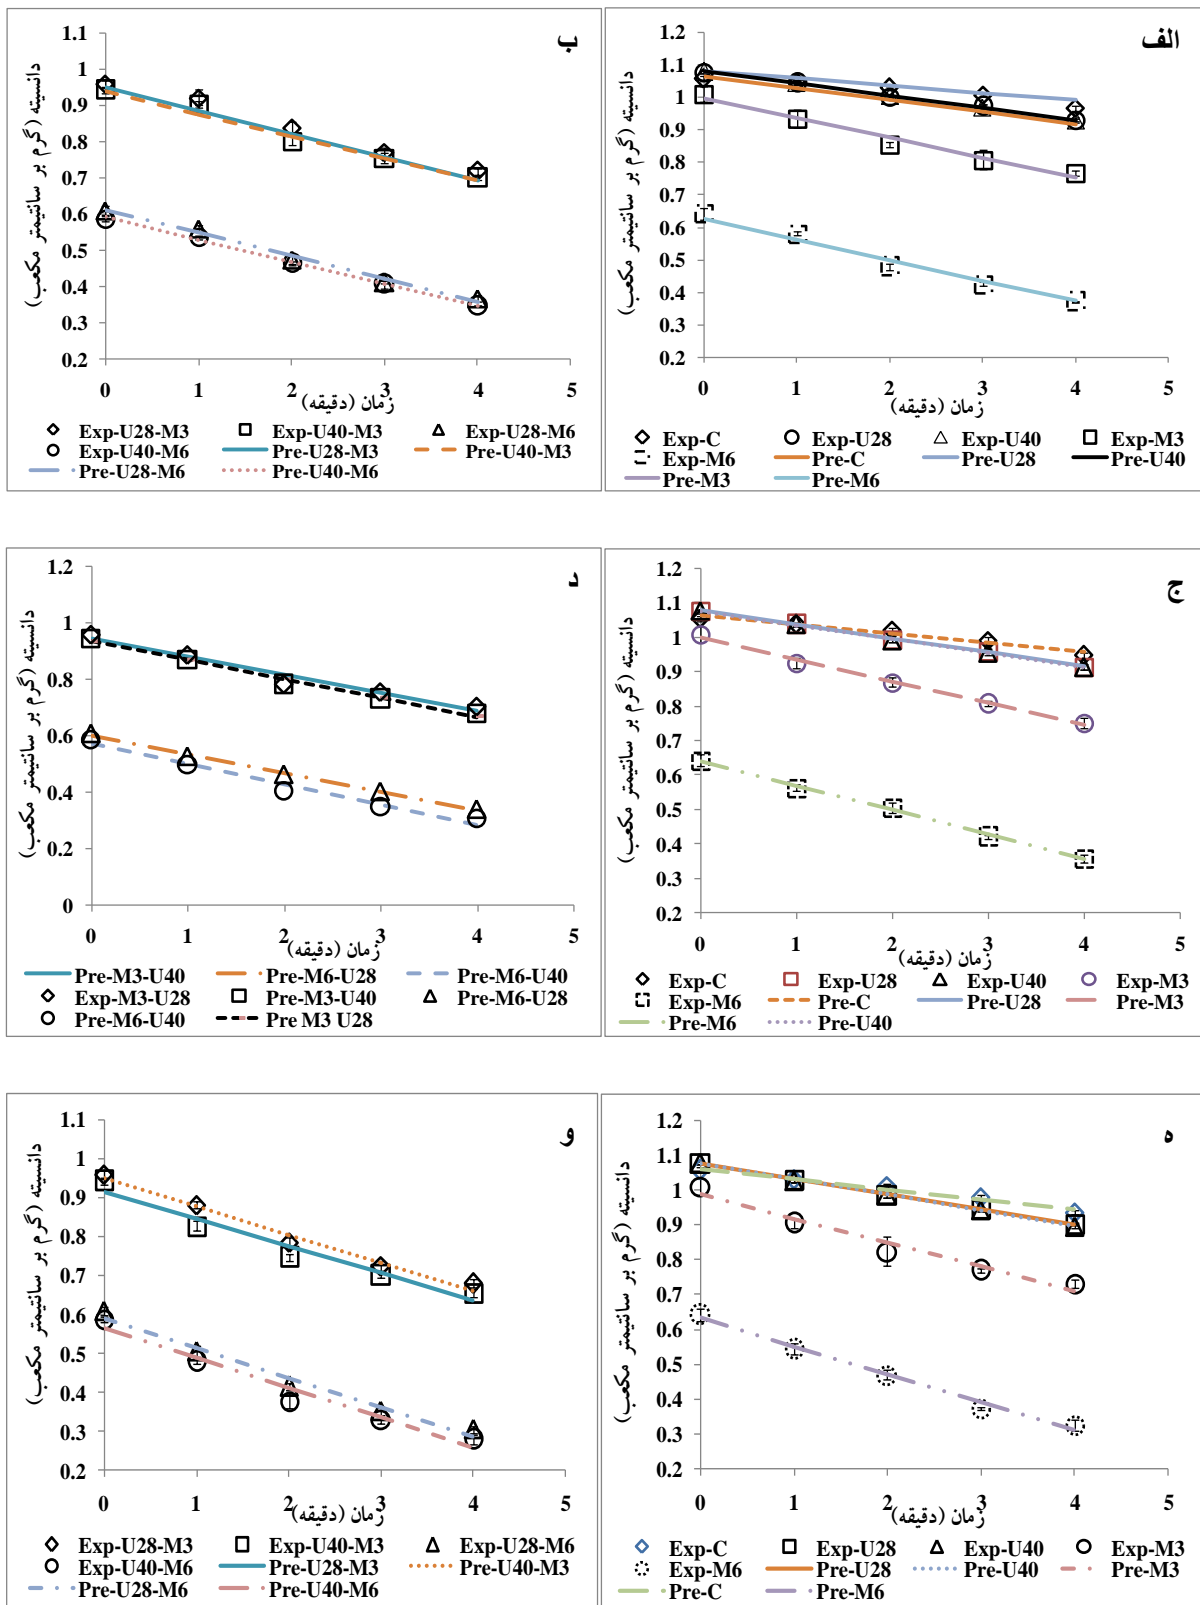 الف
دانسیته (گرم بر سانتیمتر مکعب)
1.2
1.1
1
0.9
0.8
0.7
0.6
0.5
0.4
0.3
0.2
0 1 2 3 4 5
زمان (دقیقه)
Exp-C Exp-U28 Exp-U40 Exp-M3
Exp-M6 Pre-C Pre-U28 Pre-U40
Pre-M3 Pre-M6
ب
دانسیته (گرم بر سانتیمتر مکعب)
1.1
1
0.9
0.8
0.7
0.6
0.5
0.4
0.3
0.2
0 1 2 3 4 5
زمان (دقیقه)
Exp-U28-M3 Exp-U40-M3 Exp-U28-M6
Exp-U40-M6 Pre-U28-M3 Pre-U40-M3
Pre-U28-M6 Pre-U40-M6
ج
دانسیته (گرم بر سانتیمتر مکعب)
1.2
1.1
1
0.9
0.8
0.7
0.6
0.5
0.4
0.3
0.2
0 1 2 3 4 5
زمان (دقیقه)
Exp-C Exp-U28 Exp-U40 Exp-M3
Exp-M6 Pre-C Pre-U28 Pre-M3
Pre-M6 Pre-U40
د
دانسیته (گرم بر سانتیمتر مکعب)
1.2
1
0.8
0.6
0.4
0.2
0
0 1 2 3 4 5
زمان (دقیقه)
Pre-M3-U40 Pre-M6-U28 Pre-M6-U40
Exp-M3-U28 Pre-M3-U40 Pre-M6-U28
Pre-M6-U40 Pre M3 U28
ه
دانسیته (گرم بر سانتیمتر مکعب)
1.2
1.1
1.0
0.9
0.8
0.7
0.6
0.5
0.4
0.3
0.2
0 1 2 3 4 5
زمان (دقیقه)
Exp-C Exp-U28 Exp-U40 Exp-M3
Exp-M6 Pre-U28 Pre-U40 Pre-M3
Pre-C Pre-M6
و
دانسیته (گرم بر سانتیمتر مکعب)
1.1
1
0.9
0.8
0.7
0.6
0.5
0.4
0.3
0.2
0 1 2 3 4 5
زمان (دقیقه)
Exp-U28-M3 Exp-U40-M3 Exp-U28-M6
Exp-U40-M6 Pre-U28-M3 Pre-U40-M3
Pre-U28-M6 Pre-U40-M6